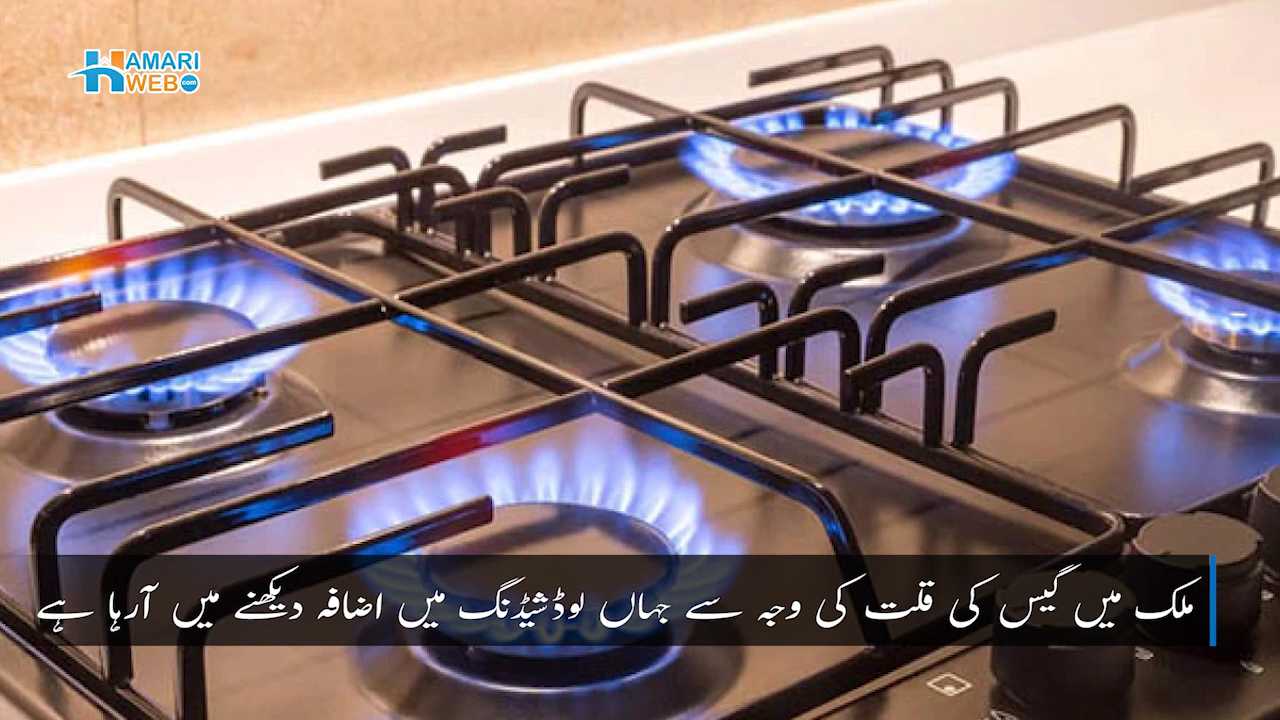 HAMARI
WEB.com
ملک میں گیس کی قلت کی وجہ سے جہاں لوڈشیڈنگ میں اضافہ دیکھنے میں آرہا ہے